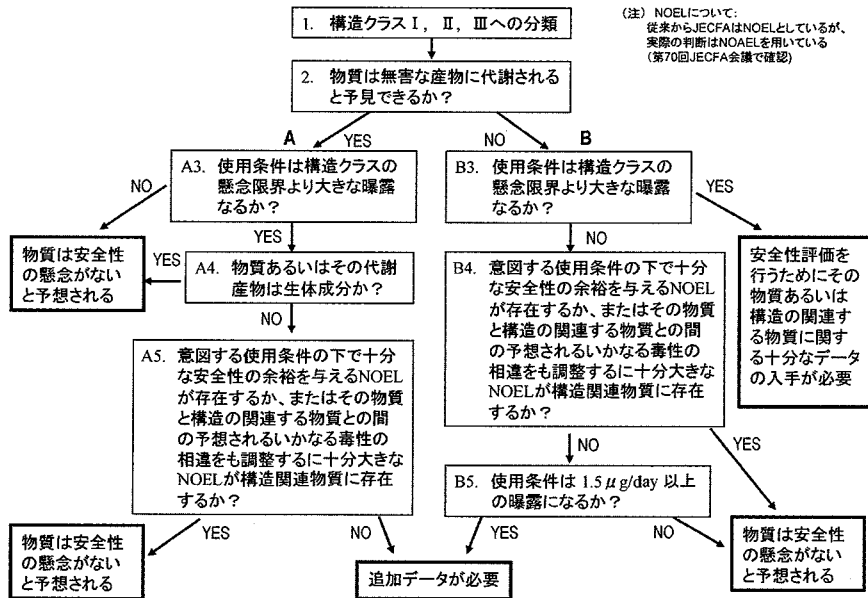 1. 構造クラスⅠ, Ⅱ, Ⅲへの分類
(注) NOELについて:
従来からJECFAはNOELとしているが、
実際の判断はNOAELを用いている
(第70回JECFA会議で確認)
2. 物質は無害な産物に代謝される
と予見できるか?
A
YES
NO
B
A3. 使用条件は構造クラスの
懸念限界より大きな曝露
なるか?
B3. 使用条件は構造クラスの
懸念限界より大きな曝露
なるか?
NO
YES
YES
NO
物質は安全性
の懸念がない
と予想される
YES
A4. 物質あるいはその代謝
産物は生体成分か?
NO
B4. 意図する使用条件の下で十分
な安全性の余裕を与えるNOEL
が存在するか、またはその物質
と構造の関連する物質との間
の予想されるいかなる毒性の
相違をも調整するに十分大きな
NOELが構造関連物質に存在
するか?
安全性評価を
行うためにその
物質あるいは
構造の関連す
る物質に関す
る十分なデータ
の入手が必要
A5. 意図する使用条件の下で十分
な安全性の余裕を与えるNOEL
が存在するか、またはその物質
と構造の関連する物質との間
の予想されるいかなる毒性の
相違をも調整するに十分大きな
NOELが構造関連物質に存在
するか?
NO
YES
B5. 使用条件は 1.5μg/day 以上
の曝露になるか?
YES
NO
YES
NO
物質は安全性
の懸念がない
と予想される
追加データが必要
物質は安全性
の懸念がない
と予想される